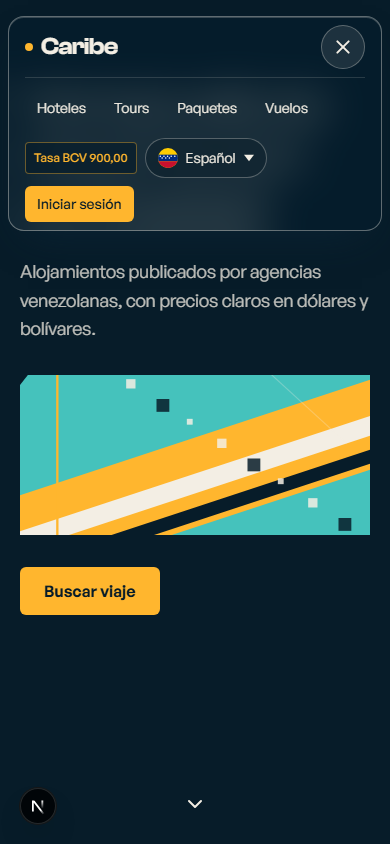 Caribe
Hoteles Tours Paquetes Vuelos
Tasa BCV 900,00 Español
Iniciar sesión
Alojamientos publicados por agencias
venezolanas, con precios claros en dólares y
bolívares.
Buscar viaje
N